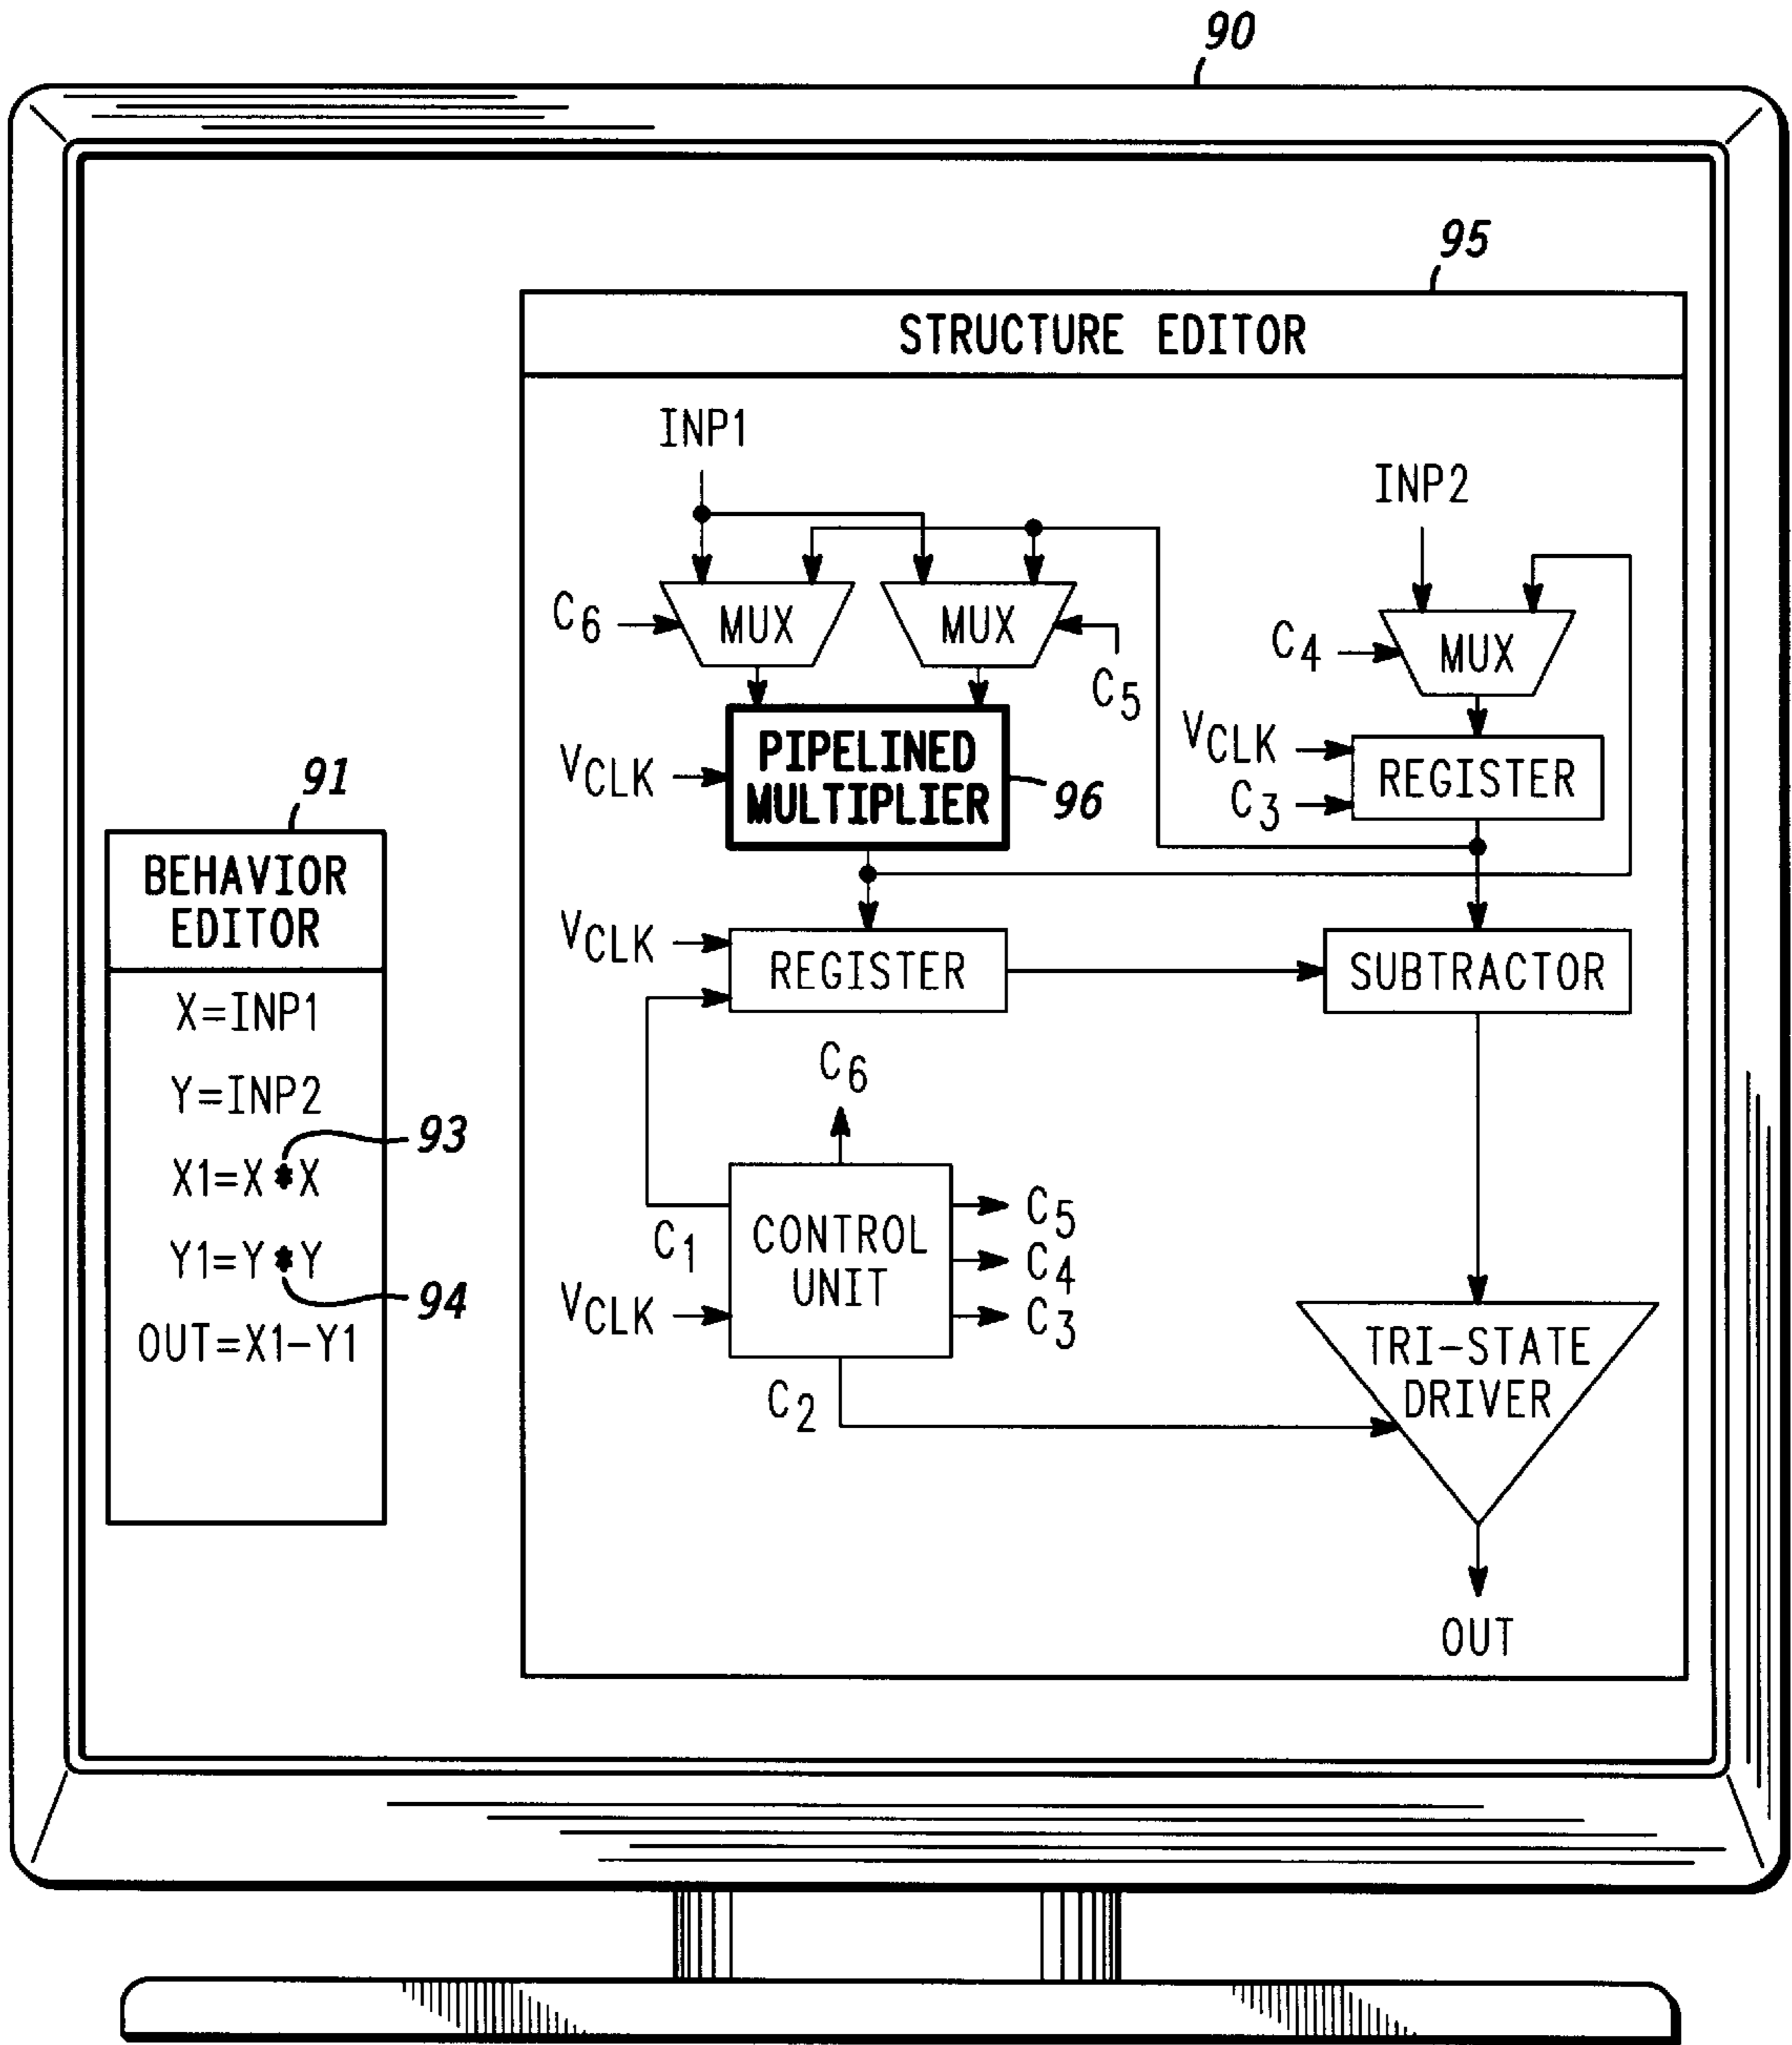 90
95
STRUCTURE EDITOR
INP1
INP2
C6
MUX
MUX
C5
C4
MUX
VCLK
PIPELINED
MULTIPLIER
96
VCLK
C3
REGISTER
91
BEHAVIOR
EDITOR
X=INP1
Y=INP2
X1=X*X
93
Y1=Y*Y
94
OUT=X1-Y1
VCLK
REGISTER
SUBTRACTOR
C6
C1
CONTROL
UNIT
C5
C4
C3
VCLK
C2
TRI-STATE
DRIVER
OUT